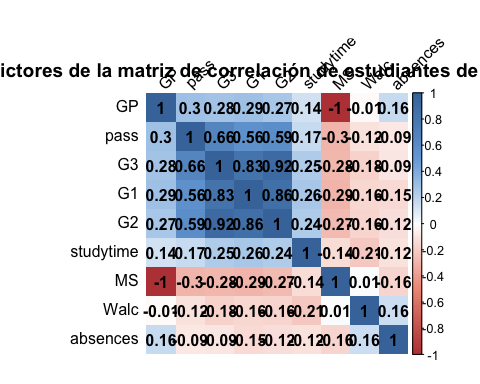 ictores de la matriz de correlación de estudiantes de
GP pass G3 G1 G2 studytime MS Walc absences
GP 1 0.3 0.28 0.29 0.27 0.14 -1 -0.01 0.16
pass 0.3 1 0.66 0.56 0.59 0.17 -0.3 -0.12 -0.09
G3 0.28 0.66 1 0.83 0.92 0.25 -0.28 -0.18 -0.09
G1 0.29 0.56 0.83 1 0.86 0.26 -0.29 -0.16 -0.15
G2 0.27 0.59 0.92 0.86 1 0.24 -0.27 -0.16 -0.12
studytime 0.14 0.17 0.25 0.26 0.24 1 -0.14 -0.21 -0.12
MS -1 -0.3 -0.28 -0.29 -0.27 -0.14 1 0.01 -0.16
Walc -0.01 -0.12 -0.18 -0.16 -0.16 -0.21 0.01 1 0.16
absences 0.16 -0.09 -0.09 -0.15 -0.12 -0.12 -0.16 0.16 1
1
0.8
0.6
0.4
0.2
0
-0.2
-0.4
-0.6
-0.8
-1